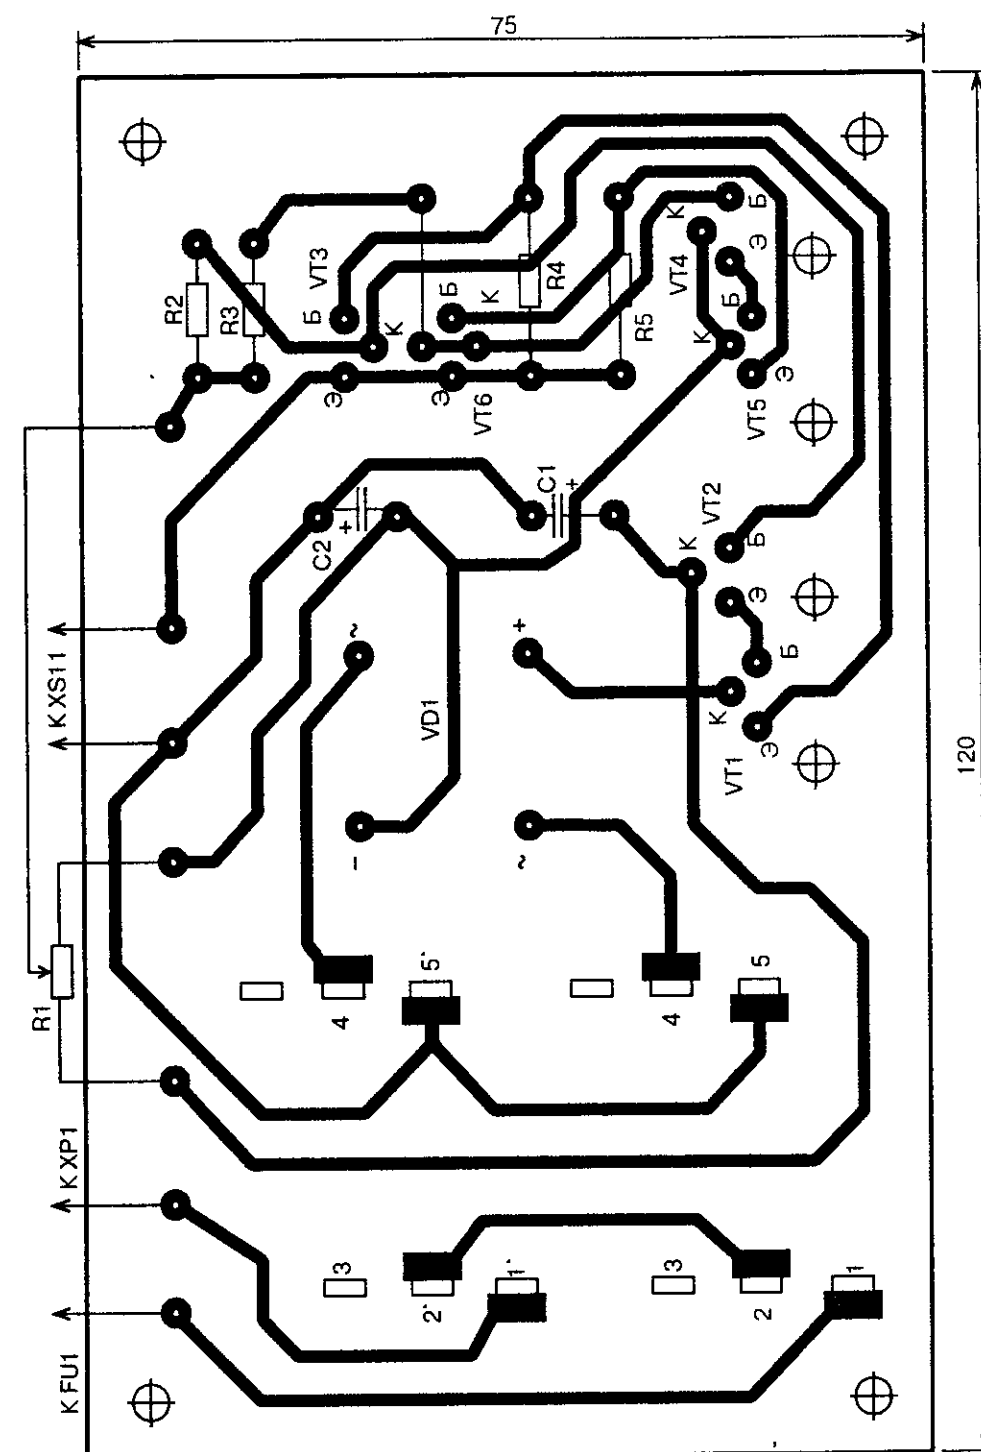 75
120
R2
R3
VT3
Б
К
Э
Б
К
Э
VT6
R4
R5
К
Б
VT4
Э
Б
К
Э
VT5
C2
+
C1
+
К
VT2
Б
Э
Б
К
Э
VT1
К XS11
~
+
VD1
−
~
R1
4
5'
4
5
К XP1
3
2'
1'
3
2
1
К FU1